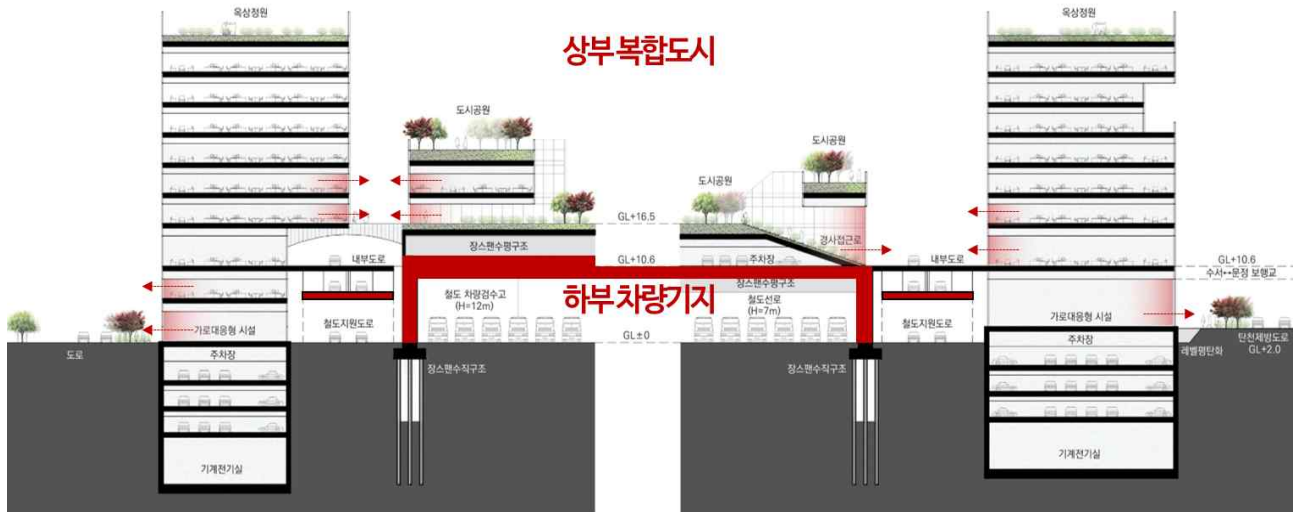 옥상정원
옥상정원
상부 복합도시
도시공원
도시공원
도시공원
GL+16.5
경사접근로
장스팬수평구조
내부도로
GL+10.6
주차장
내부도로
GL+10.6
수서↔문정 보행교
장스팬수평구조
하부 차량기지
철도 차량검수고
(H=12m)
철도선로
(H=7m)
가로대응형 시설
철도지원도로
철도지원도로
가로대응형 시설
GL±0
도로
주차장
주차장
레벨평탄화
탄천제방도로
GL+2.0
장스팬수직구조
장스팬수직구조
기계전기실
기계전기실